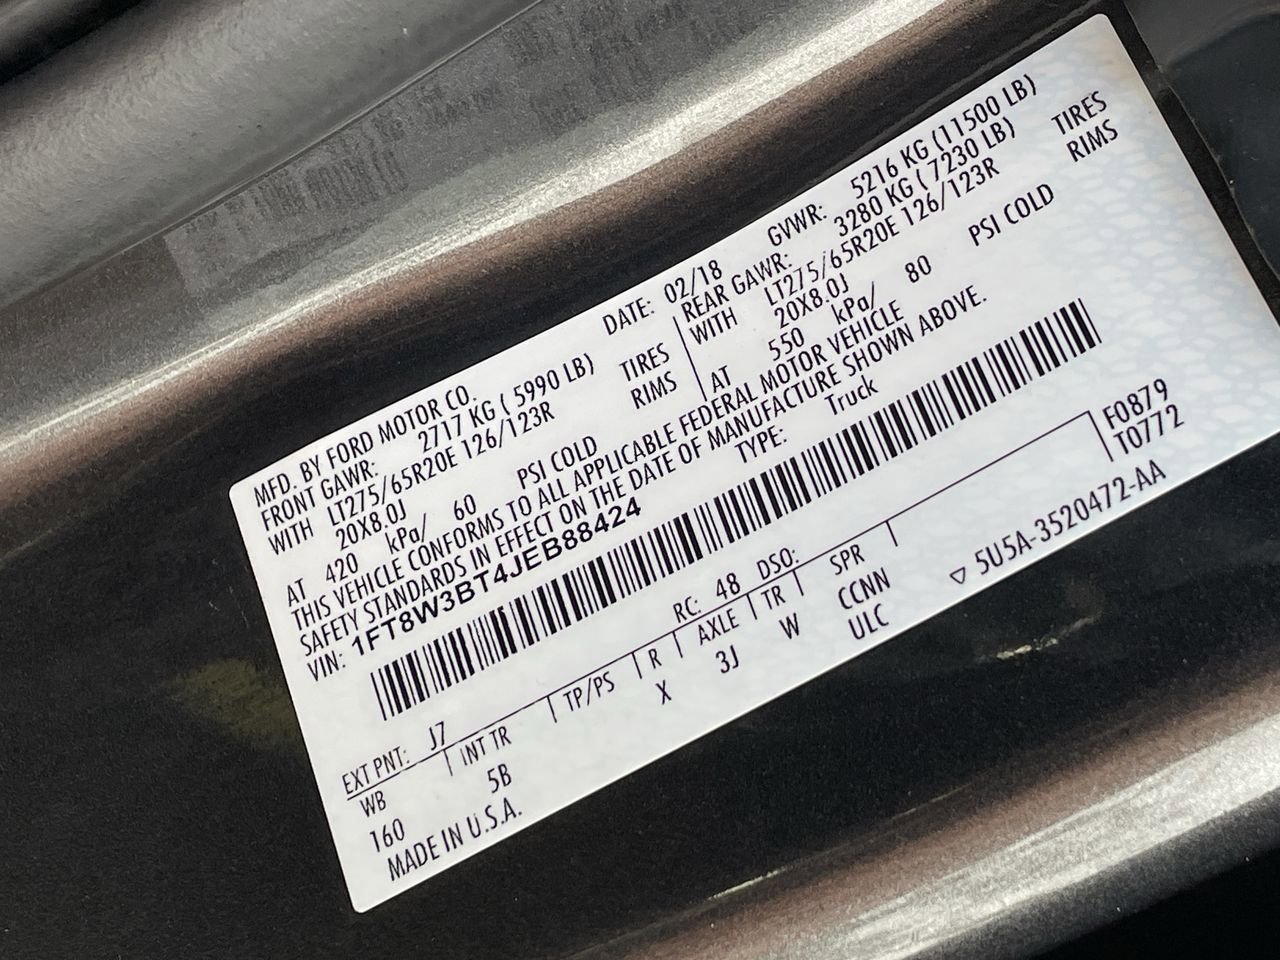 MFD. BY FORD MOTOR CO.
DATE: 02/18
GVWR: 5216 KG (11500 LB)
FRONT GAWR: 2717 KG ( 5990 LB)
WITH LT275/65R20E 126/123R TIRES
20X8.0J RIMS
AT 420 kPa/ 60 PSI COLD
REAR GAWR: 3280 KG ( 7230 LB)
WITH LT275/65R20E 126/123R TIRES
20X8.0J RIMS
AT 550 kPa/ 80 PSI COLD
THIS VEHICLE CONFORMS TO ALL APPLICABLE FEDERAL MOTOR VEHICLE
SAFETY STANDARDS IN EFFECT ON THE DATE OF MANUFACTURE SHOWN ABOVE.
VIN: 1FT8W3BT4JEB88424
TYPE: Truck
F0879
T0772
EXT PNT: J7 RC: 48 DSO:
WB INT TR TP/PS R AXLE TR SPR
160 5B X 3J W CCNN
ULC
MADE IN U.S.A. ▽ 5U5A-3520472-AA